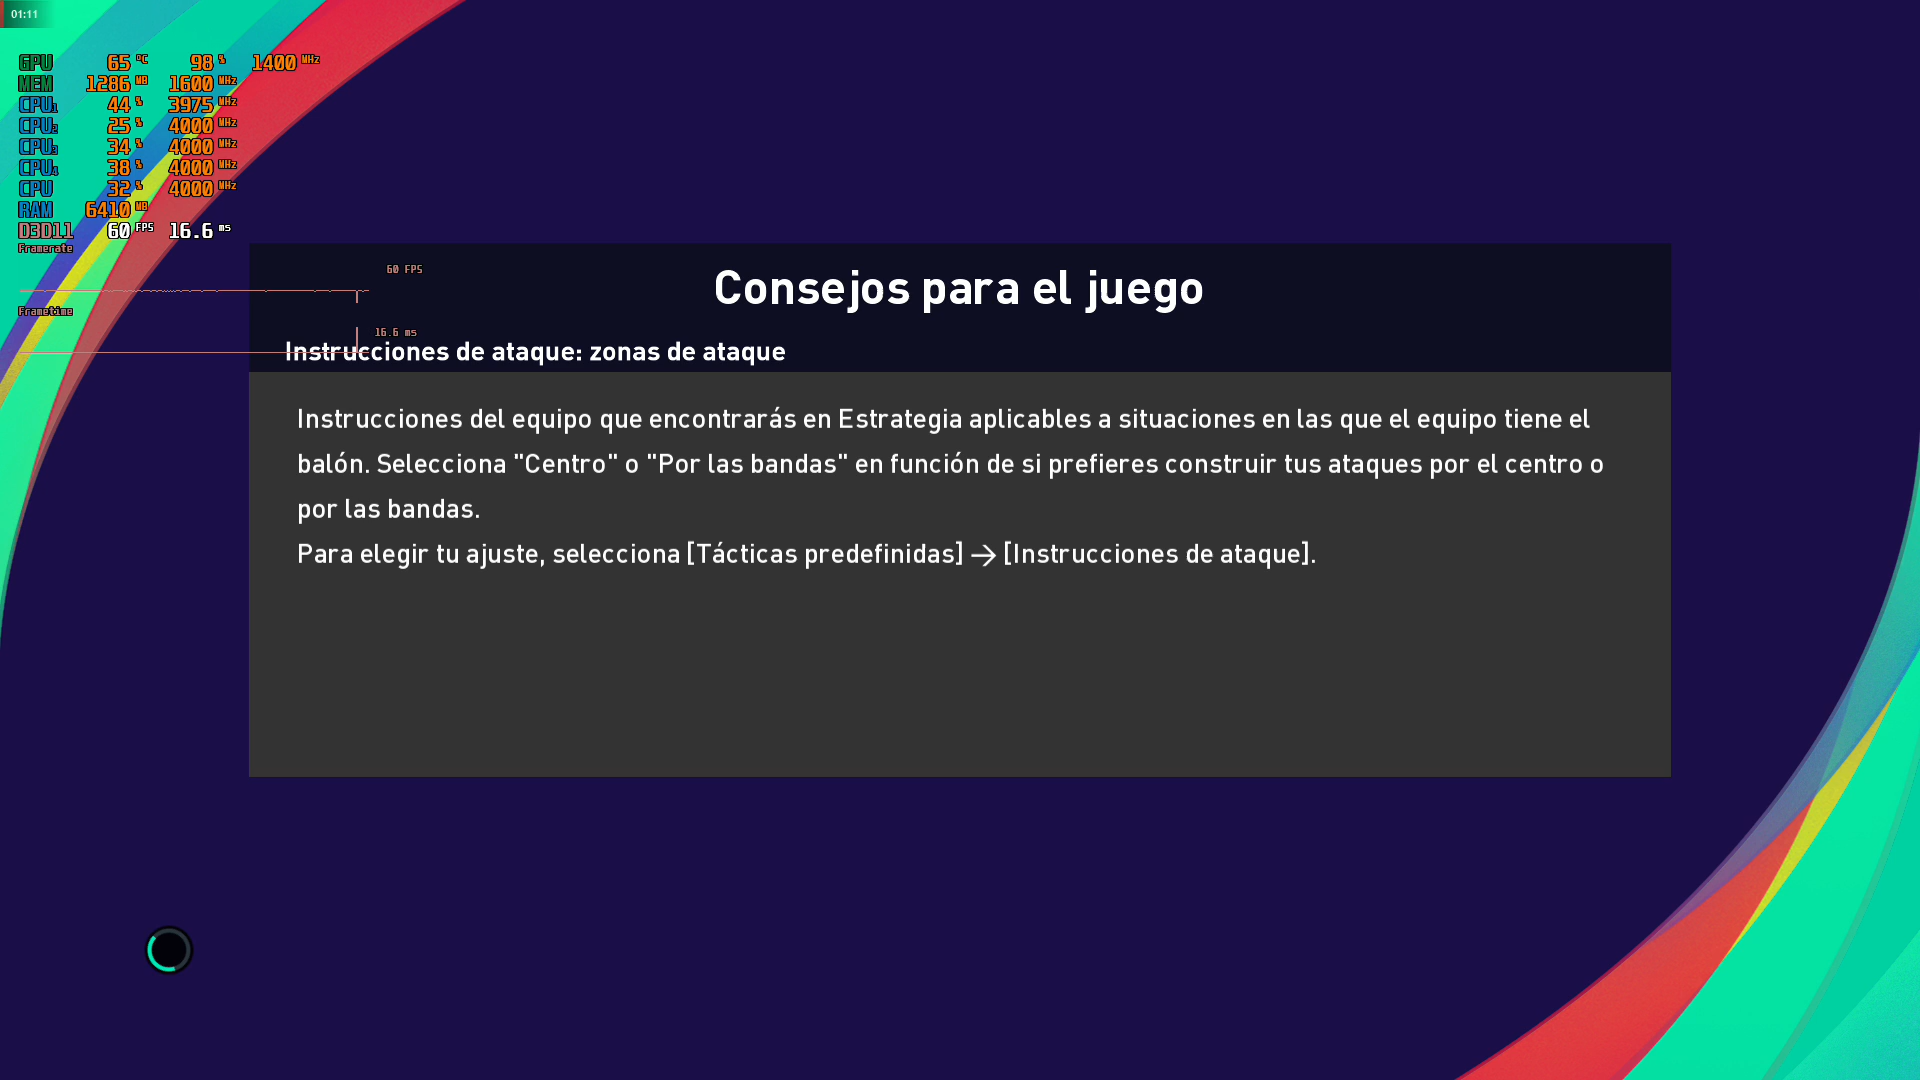 01:11
GPU 65 °C 98 % 1400 MHz
MEM 1286 MB 1600 MHz
CPU1 44 % 3975 MHz
CPU2 25 % 4000 MHz
CPU3 34 % 4000 MHz
CPU4 38 % 4000 MHz
CPU 32 % 4000 MHz
RAM 6410 MB
D3D11 60 FPS 16.6 ms
Framerate
60 FPS
Frametime
16.6 ms
Consejos para el juego
Instrucciones de ataque: zonas de ataque
Instrucciones del equipo que encontrarás en Estrategia aplicables a situaciones en las que el equipo tiene el
balón. Selecciona "Centro" o "Por las bandas" en función de si prefieres construir tus ataques por el centro o
por las bandas.
Para elegir tu ajuste, selecciona [Tácticas predefinidas] → [Instrucciones de ataque].